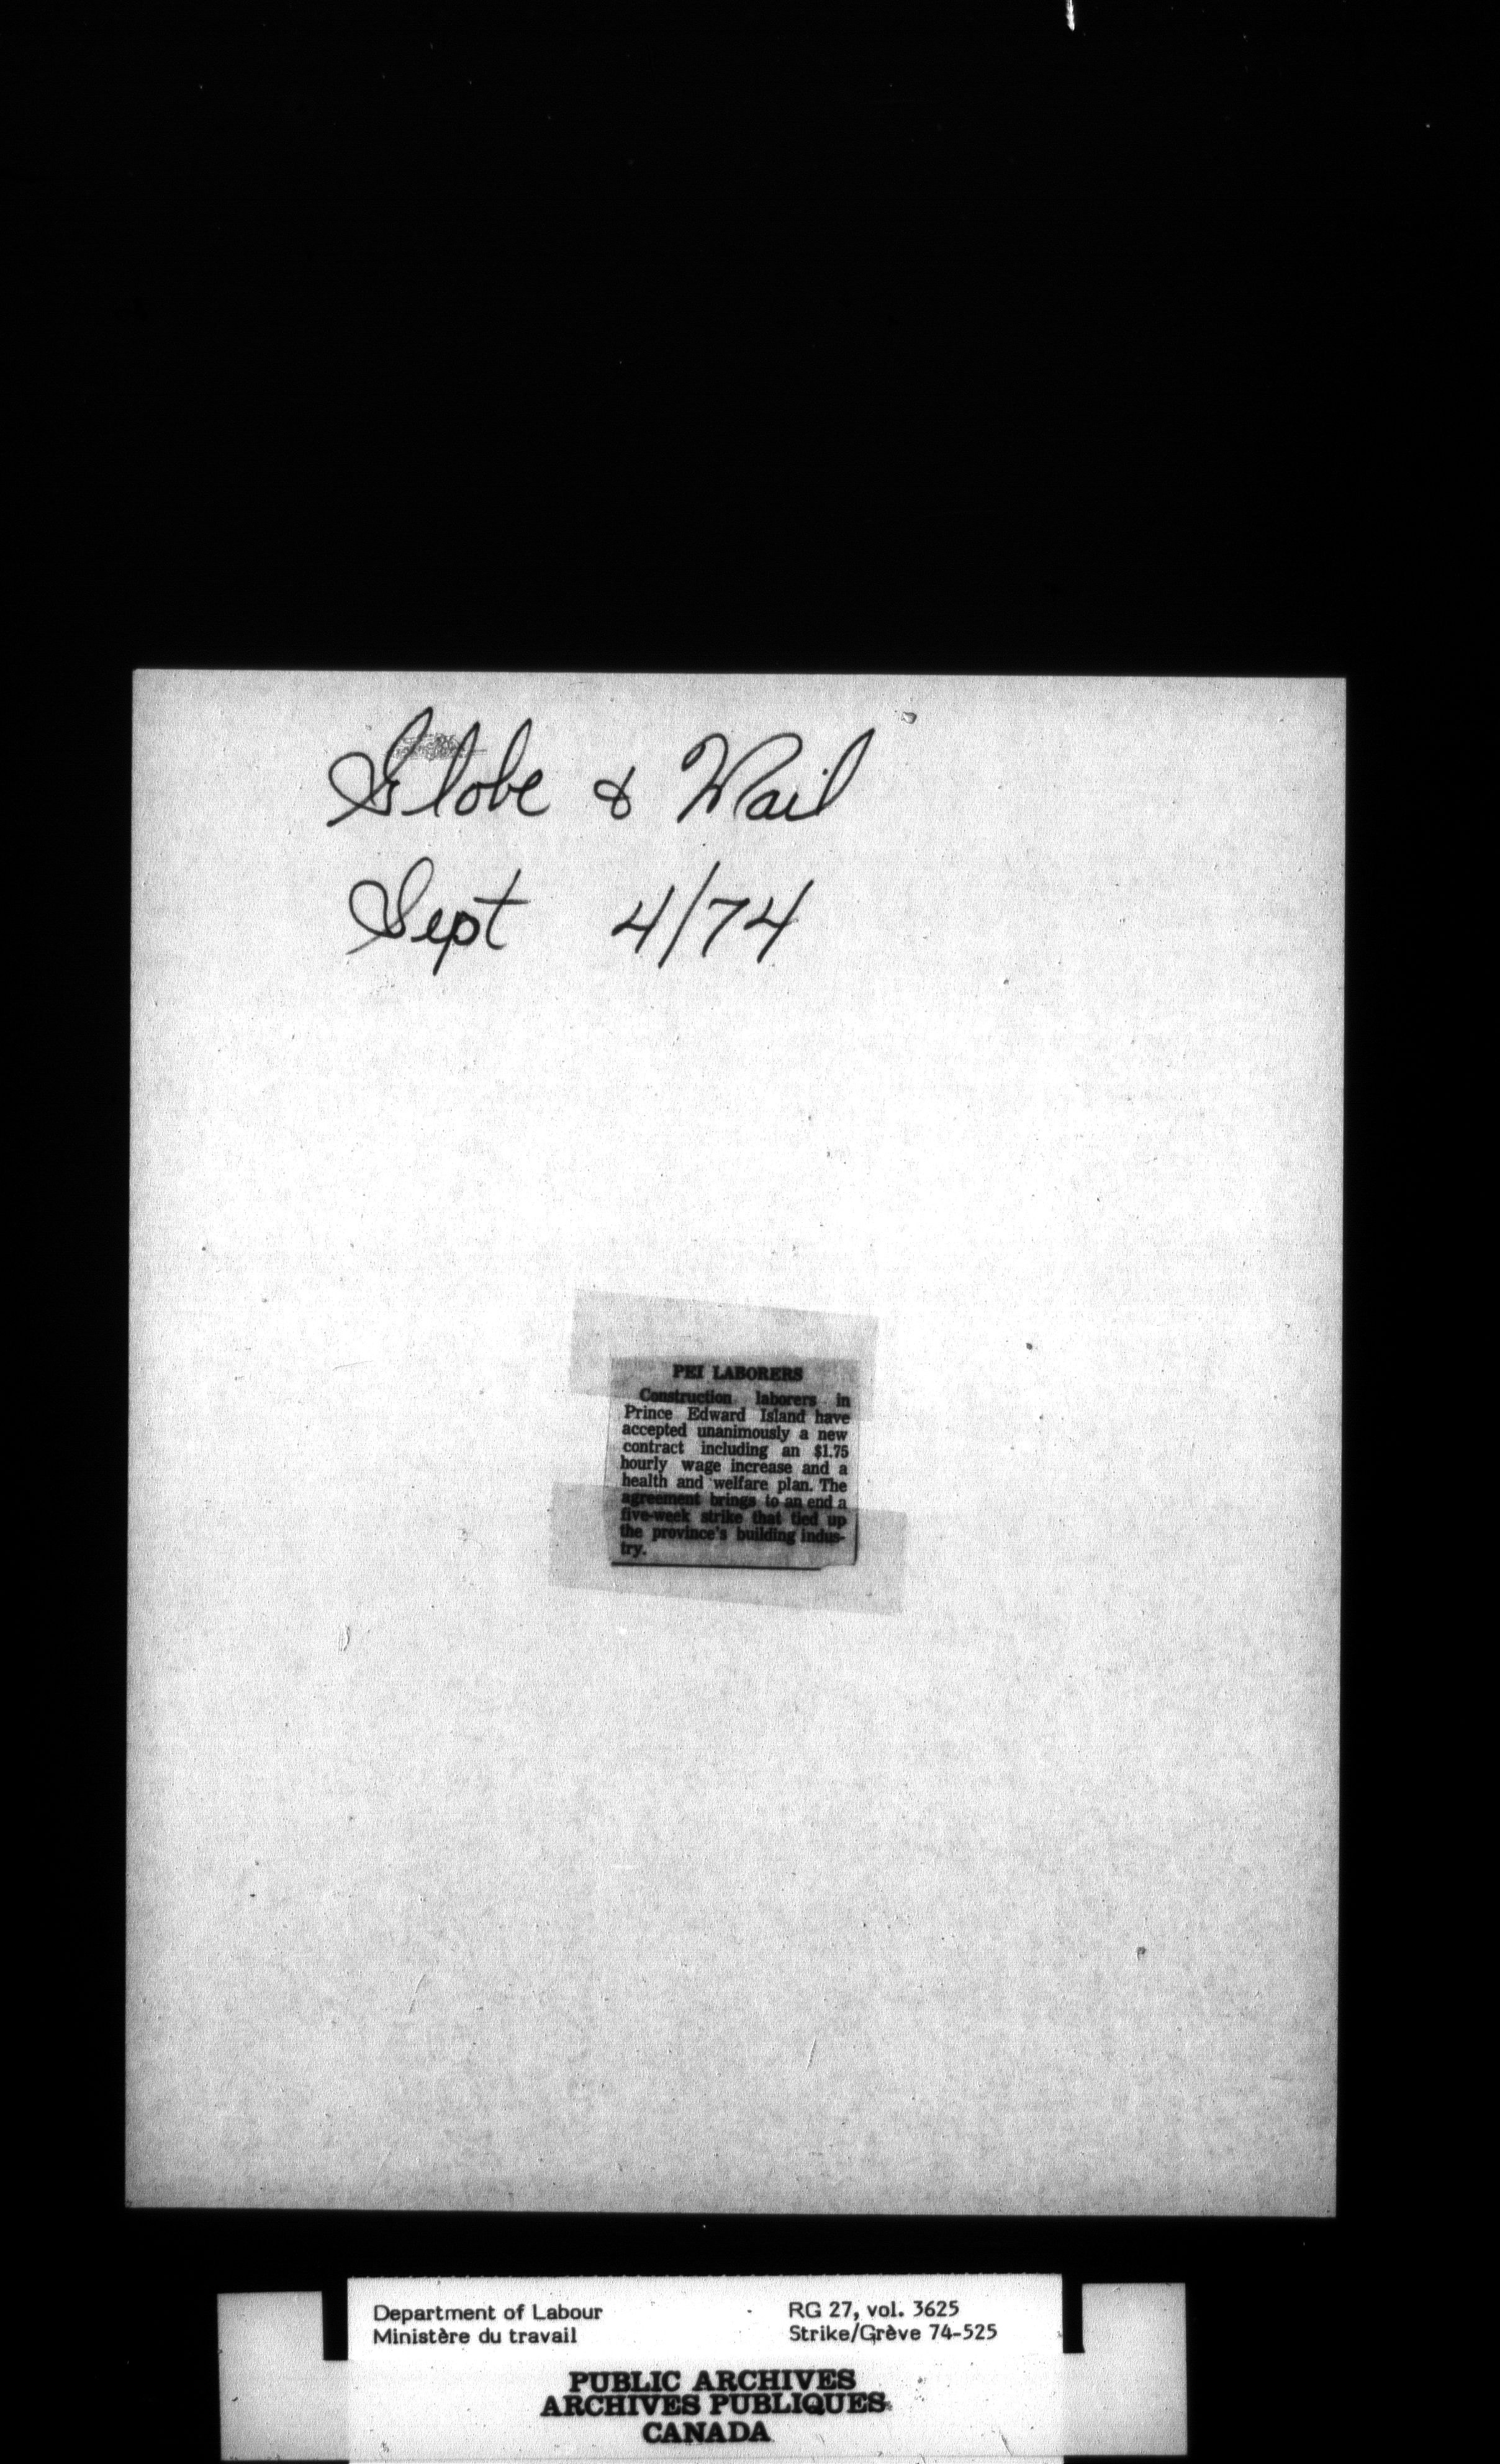 Globe & Mail
Sept 4/74
PEI LABORERS
Construction laborers in
Prince Edward Island have
accepted unanimously a new
contract including an $1.75
hourly wage increase and a
health and welfare plan. The
agreement brings to an end a
five-week strike that tied up
the province's building indus-
try.
Department of Labour
Ministère du travail
RG 27, vol. 3625
Strike/Grève 74-525
PUBLIC ARCHIVES
ARCHIVES PUBLIQUES
CANADA